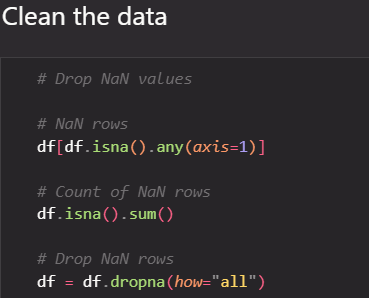 Clean the data
# Drop NaN values
# NaN rows
df[df.isna().any(axis=1)]
# Count of NaN rows
df.isna().sum()
# Drop NaN rows
df = df.dropna(how="all")